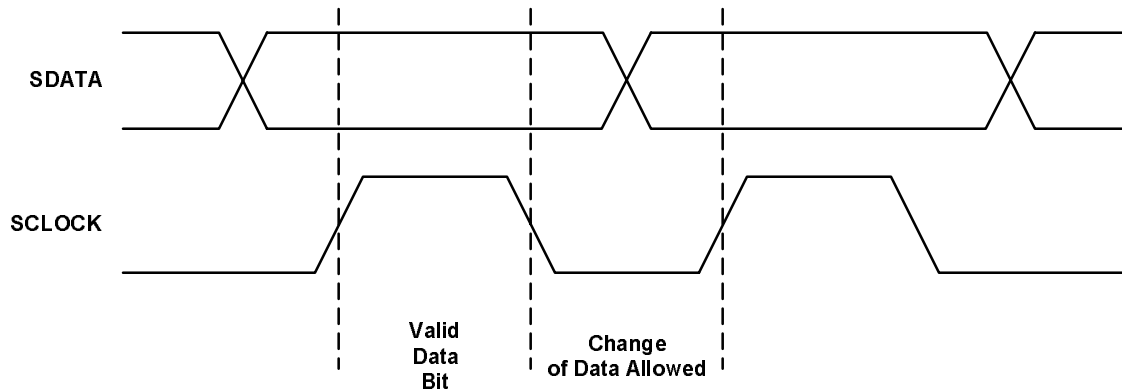 SDATA
SCLOCK
Valid
Data
Bit
Change
of Data Allowed